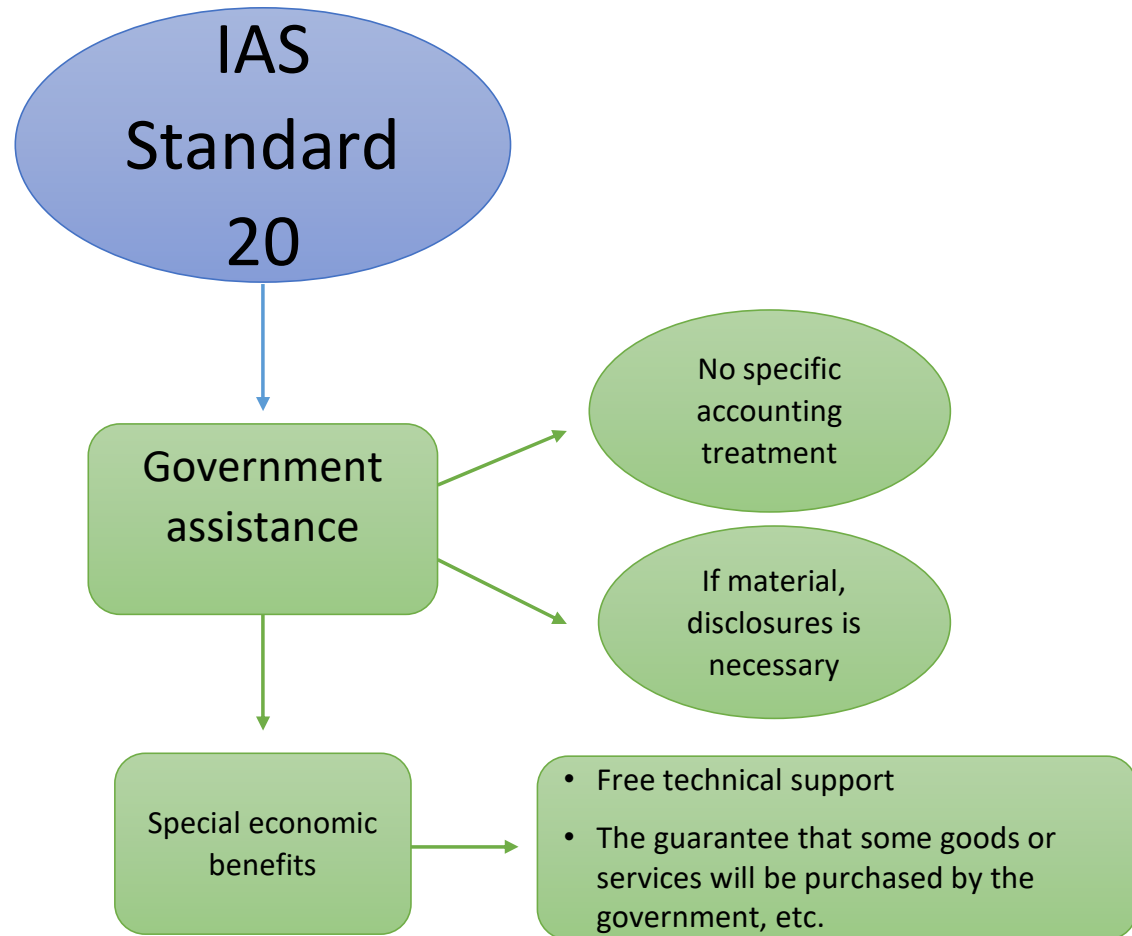 IAS
Standard
20
No specific
accounting
treatment
Government
assistance
If material,
disclosures is
necessary
Special economic
benefits
• Free technical support
• The guarantee that some goods or
services will be purchased by the
government, etc.